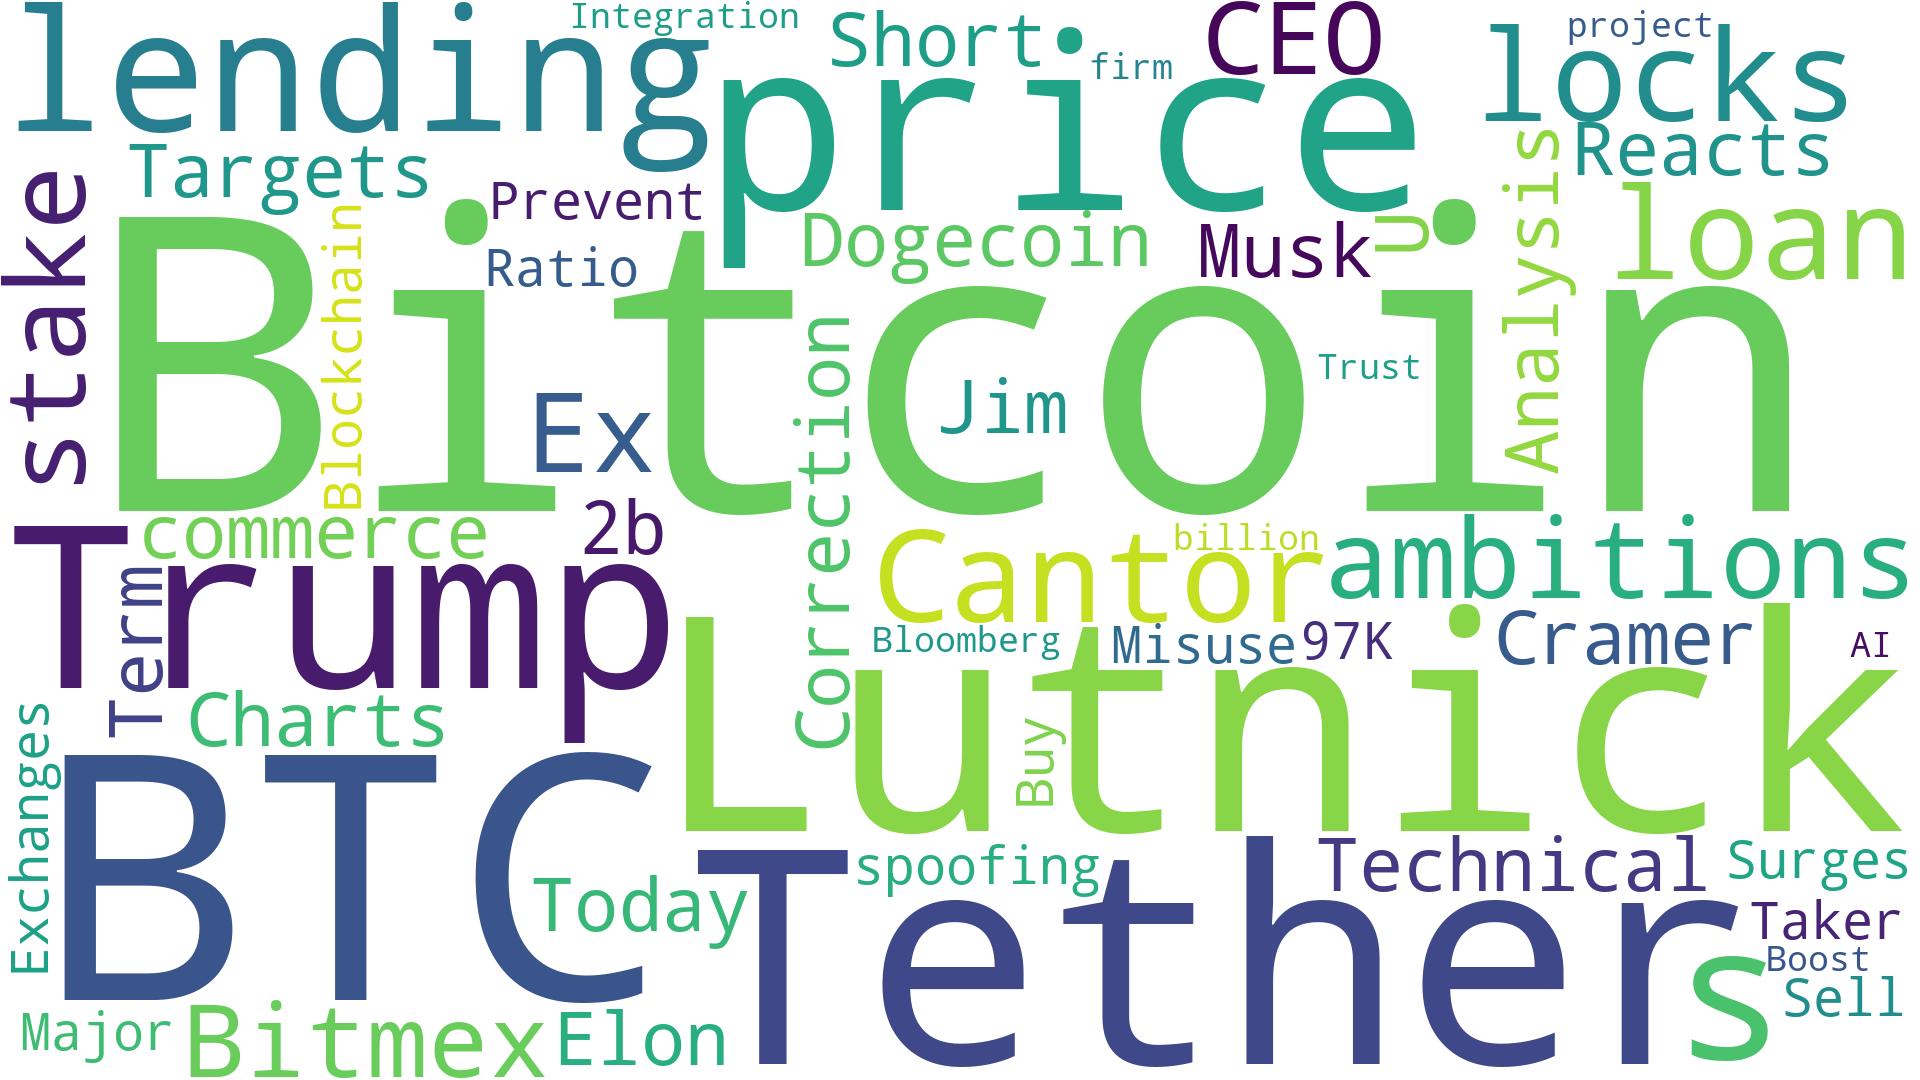 lending
Integration
Short
price
firm
CEO
project
locks
Reacts
Targets
stake
Prevent
Ratio
Dogecoin
Musk
U
Analysis
loan
Bitcoin
Blockchain
Ex
Jim
Trust
Correction
commerce
2b
Trump
Term
Cantor
billion
ambitions
Bloomberg
Misuse
97K
Cramer
AI
Lutnick
Buy
Charts
Exchanges
BTC
Today
spoofing
Technical
Surges
Tether
Taker
Boost
s
Sell
Major
Bitmex
Elon